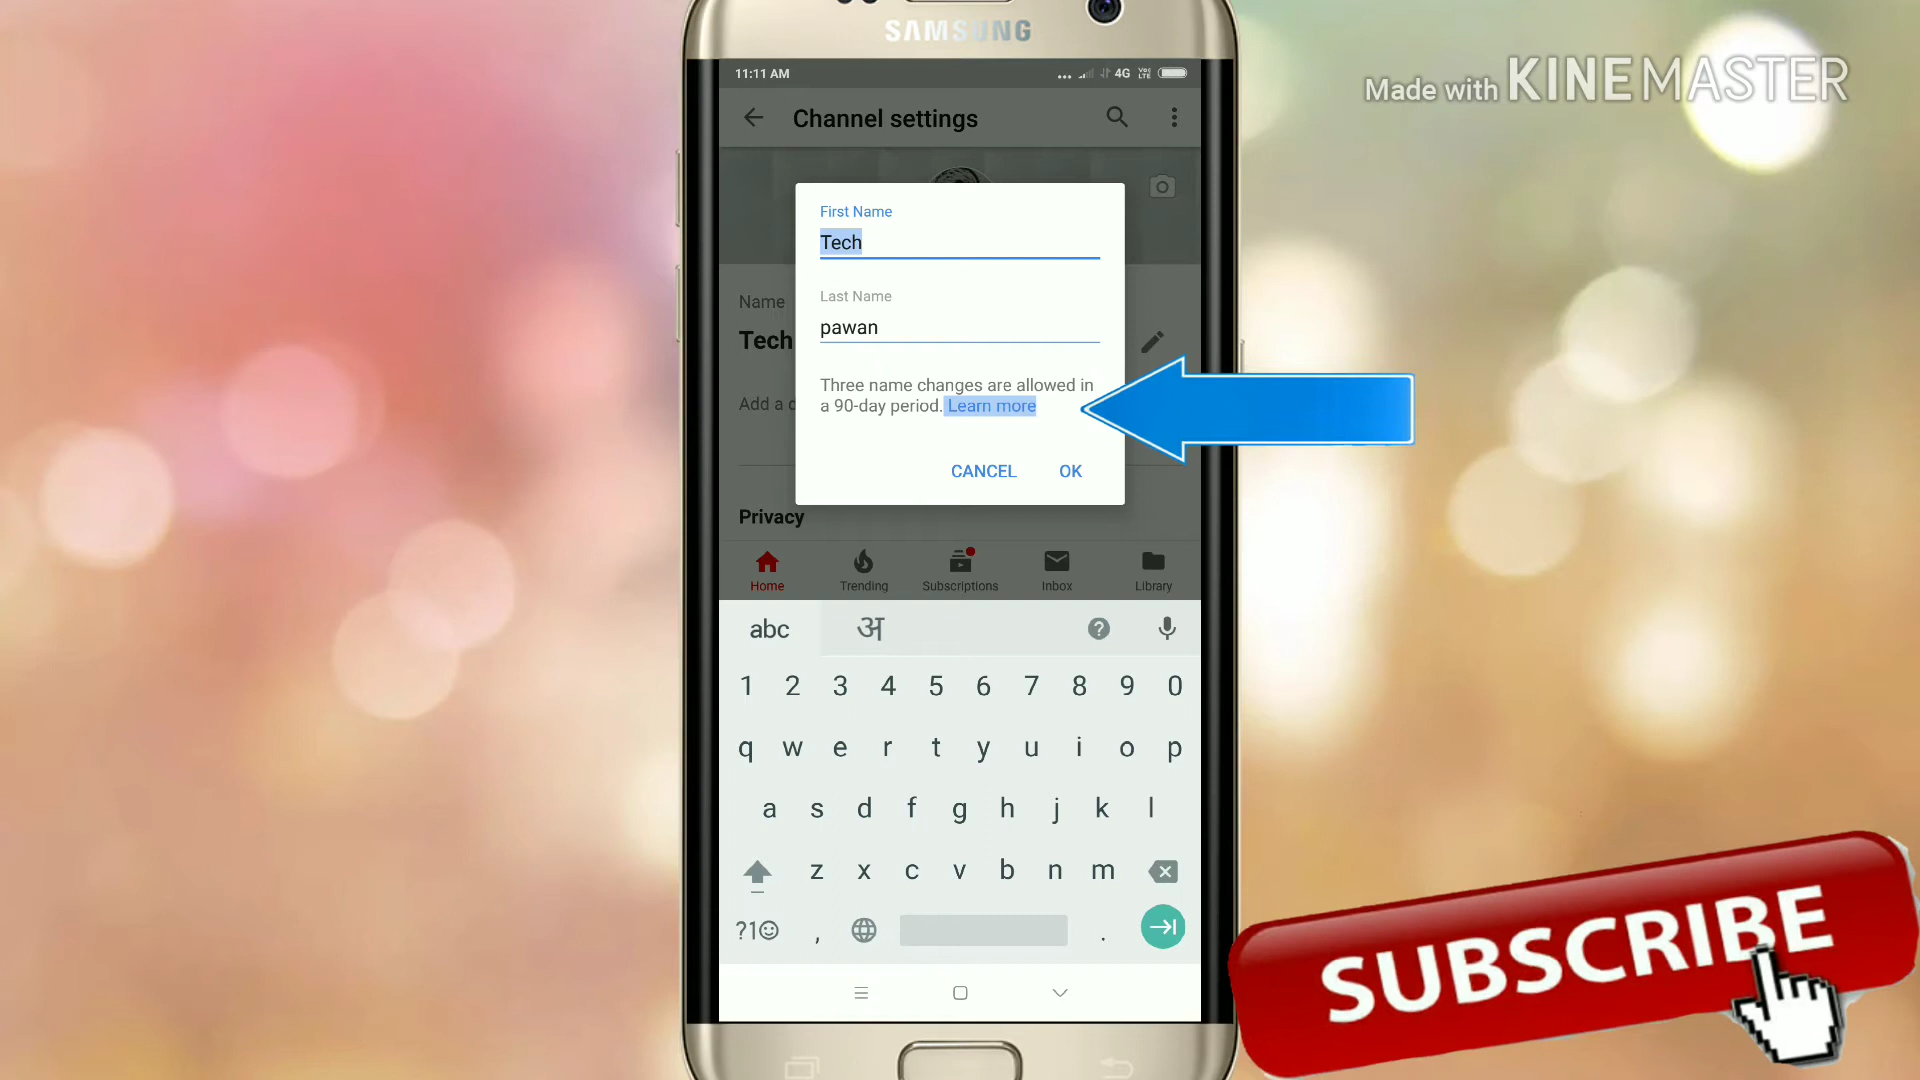 SAMSUNG
Made with KINEMASTER
11:11 AM
4G VoLTE
Channel settings
First Name
Tech
Last Name
pawan
Name
Tech
Three name changes are allowed in
a 90-day period. Learn more
Add a d
CANCEL OK
Privacy
Home Trending Subscriptions Inbox Library
abc अ
1 2 3 4 5 6 7 8 9 0
q w e r t y u i o p
a s d f g h j k l
z x c v b n m
?1☺ , .
SUBSCRIBE